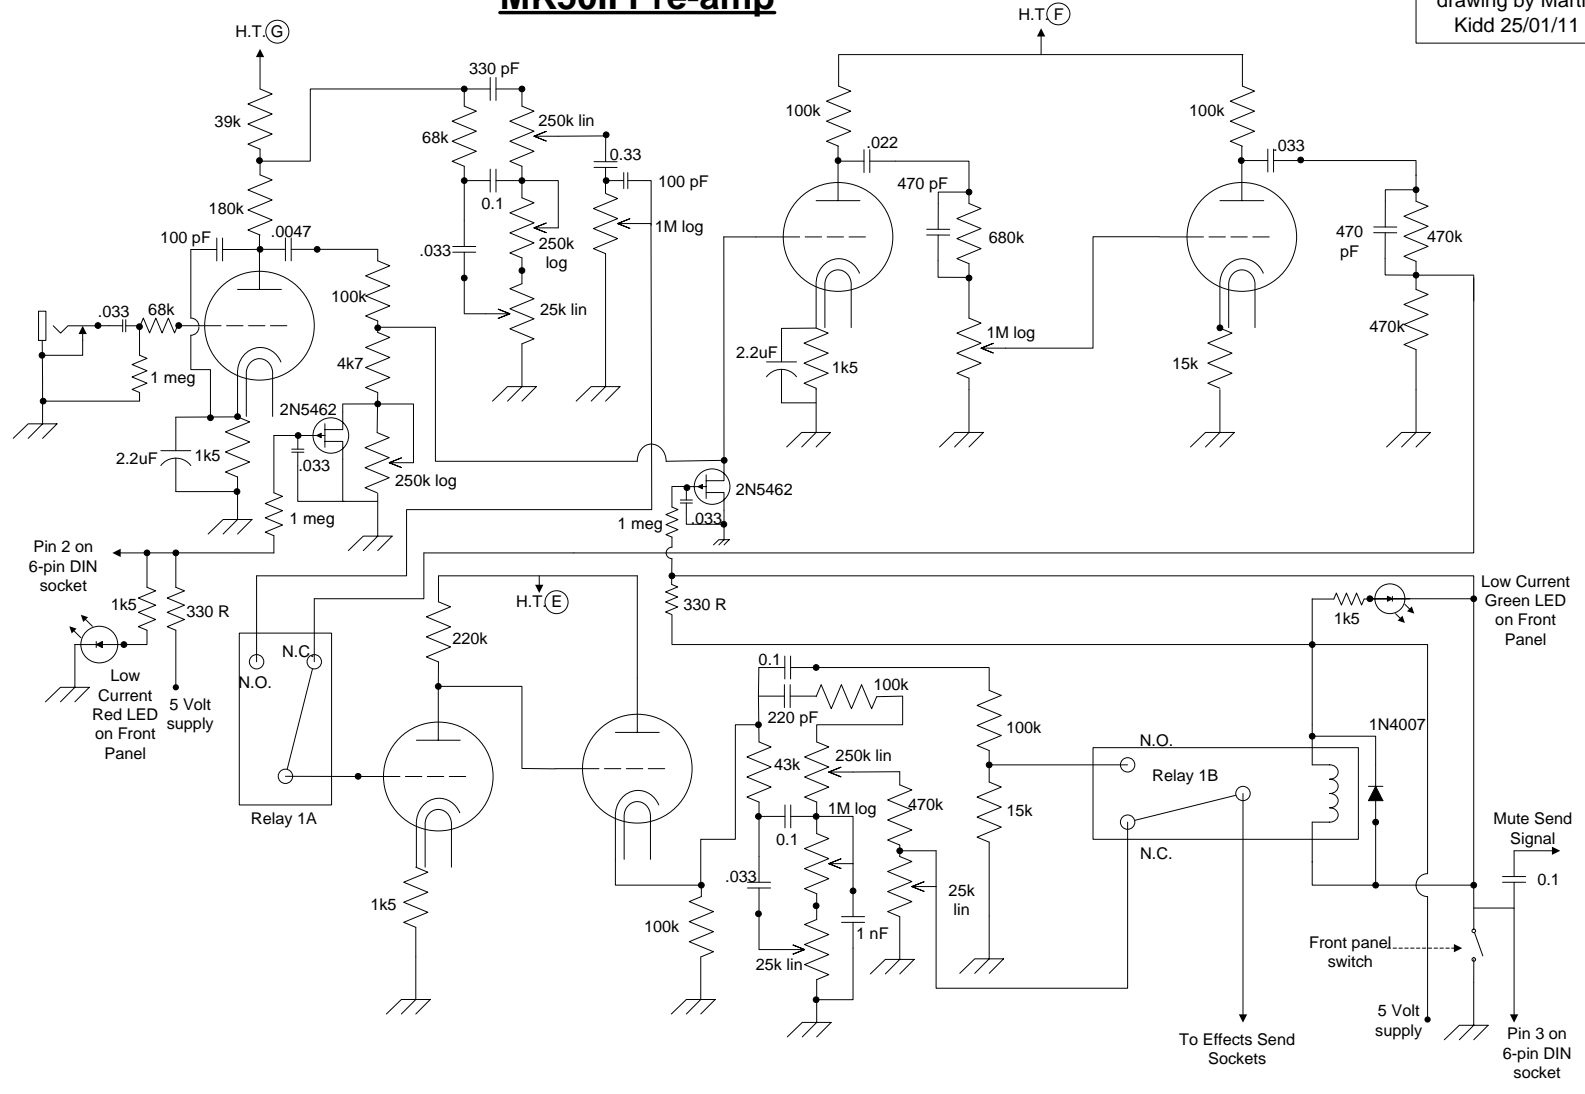 MK50II Pre-amp
drawing by Marti
Kidd 25/01/11
H.T. G
H.T. F
330 pF
39k
68k
250k lin
100k
100k
.022
.033
0.33
100 pF
0.1
470 pF
180k
1M log
680k
470 pF
470k
100 pF
.0047
.033
250k log
100k
25k lin
.033
68k
1M log
470k
4k7
2.2uF
1k5
15k
1 meg
2N5462
2.2uF
1k5
.033
250k log
2N5462
1 meg
1 meg
.033
Pin 2 on
6-pin DIN
socket
1k5
330 R
H.T. E
330 R
1k5
Low Current
Green LED
on Front
Panel
N.O.
N.C.
220k
Low
Current
Red LED
on Front
Panel
5 Volt
supply
0.1
100k
220 pF
100k
1N4007
43k
250k lin
N.O.
Relay 1B
N.C.
Relay 1A
1M log
470k
15k
0.1
Mute Send
Signal
0.1
.033
25k
lin
1k5
100k
1 nF
25k lin
Front panel
switch
5 Volt
supply
To Effects Send
Sockets
Pin 3 on
6-pin DIN
socket